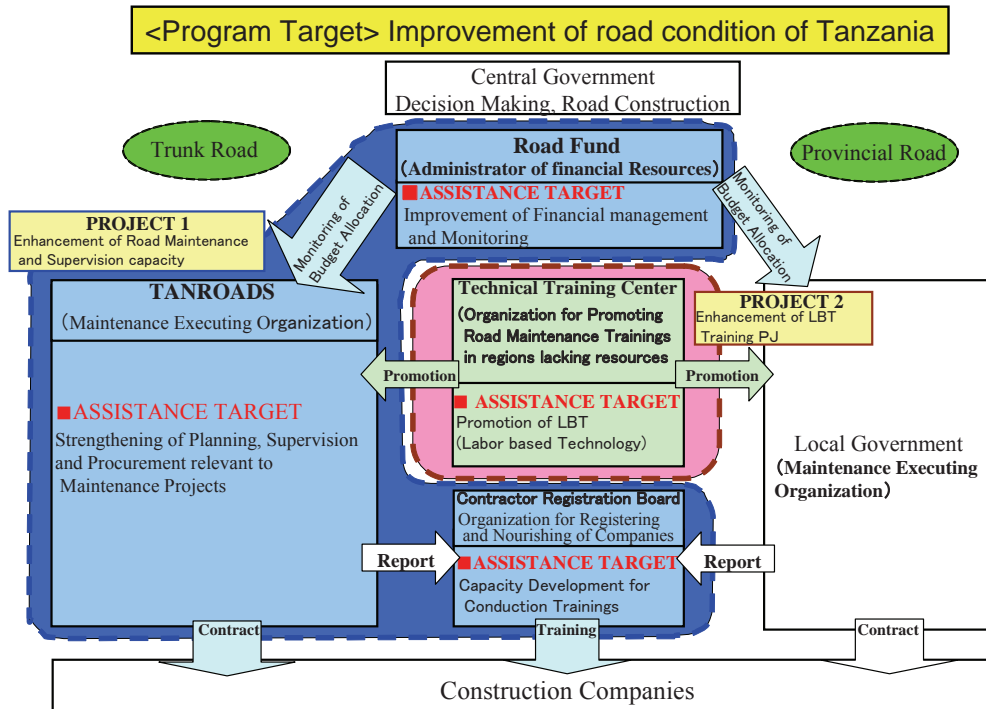 <Program Target> Improvement of road condition of Tanzania
Central Government
Decision Making, Road Construction
Trunk Road
Provincial Road
Road Fund
(Administrator of financial Resources)
■ASSISTANCE TARGET
Improvement of Financial management
and Monitoring
Monitoring of
Budget Allocation
Monitoring of
Budget Allocation
PROJECT 1
Enhancement of Road Maintenance
and Supervision capacity
TANROADS
(Maintenance Executing Organization)
■ASSISTANCE TARGET
Strengthening of Planning, Supervision
and Procurement relevant to
Maintenance Projects
Technical Training Center
(Organization for Promoting
Road Maintenance Trainings
in regions lacking resources
■ ASSISTANCE TARGET
Promotion of LBT
(Labor based Technology)
Promotion
Promotion
PROJECT 2
Enhancement of LBT
Training PJ
Local Government
(Maintenance Executing
Organization)
Contractor Registration Board
Organization for Registering
and Nourishing of Companies
■ASSISTANCE TARGET
Capacity Development for
Conduction Trainings
Report
Report
Contract
Training
Contract
Construction Companies